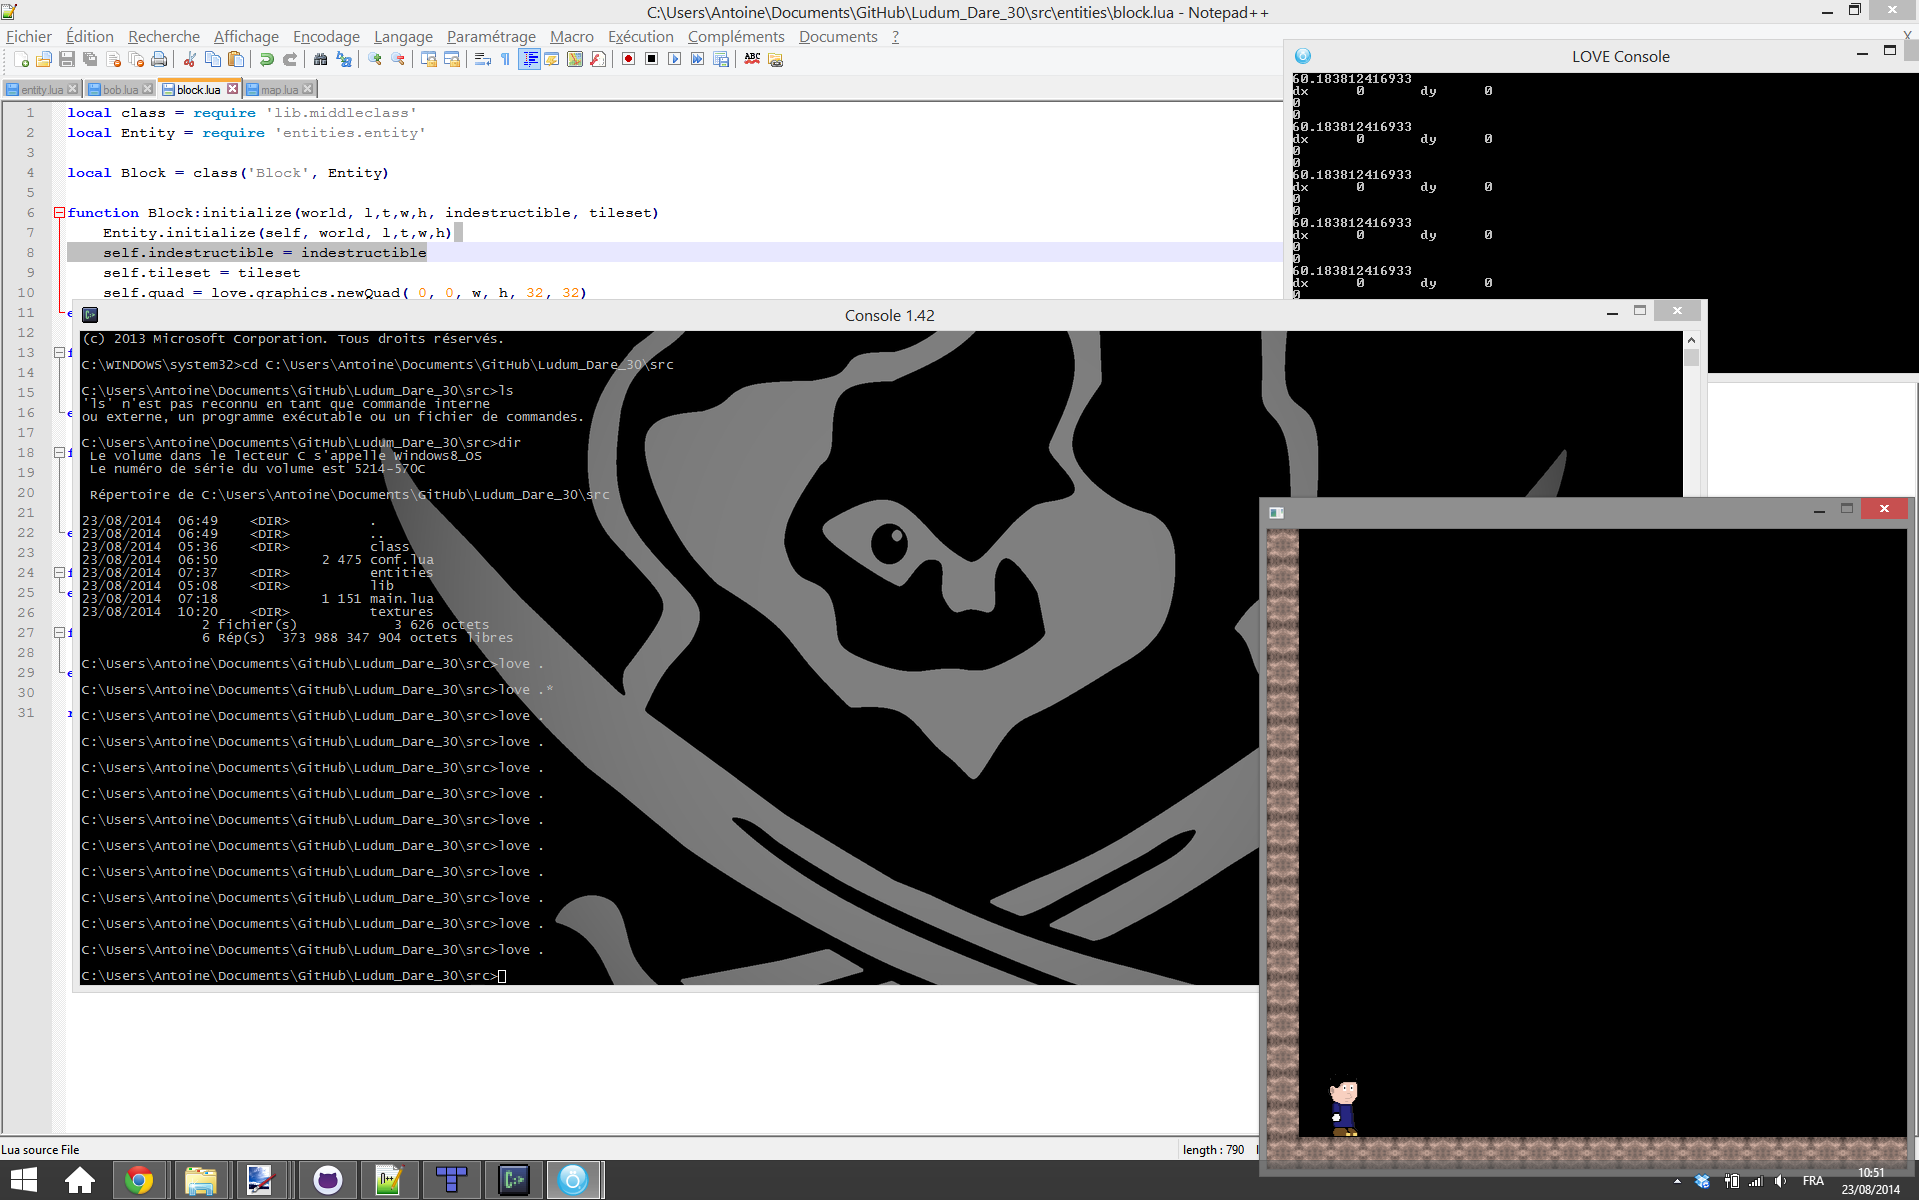 C:\Users\Antoine\Documents\GitHub\Ludum_Dare_30\src\entities\block.lua - Notepad++
Fichier Édition Recherche Affichage Encodage Langage Paramétrage Macro Exécution Compléments Documents ?
entity.lua bob.lua block.lua map.lua
1 local class = require 'lib.middleclass'
2 local Entity = require 'entities.entity'
3
4 local Block = class('Block', Entity)
5
6 function Block:initialize(world, l,t,w,h, indestructible, tileset)
7 Entity.initialize(self, world, l,t,w,h)
8 self.indestructible = indestructible
9 self.tileset = tileset
10 self.quad = love.graphics.newQuad( 0, 0, w, h, 32, 32)
11 e
12
13 f
14
15
16 e
17
18 f
19
20
21
22 e
23
24 f
25 e
26
27 f
28
29 e
30
31 r
LOVE Console
60.183812416933
dx 0 dy 0
0
0
60.183812416933
dx 0 dy 0
0
0
60.183812416933
dx 0 dy 0
0
0
60.183812416933
dx 0 dy 0
0
0
60.183812416933
dx 0 dy 0
0
Console 1.42
(c) 2013 Microsoft Corporation. Tous droits réservés.
C:\WINDOWS\system32>cd C:\Users\Antoine\Documents\GitHub\Ludum_Dare_30\src
C:\Users\Antoine\Documents\GitHub\Ludum_Dare_30\src>ls
'ls' n'est pas reconnu en tant que commande interne
ou externe, un programme exécutable ou un fichier de commandes.
C:\Users\Antoine\Documents\GitHub\Ludum_Dare_30\src>dir
Le volume dans le lecteur C s'appelle Windows8_OS
Le numéro de série du volume est 5214-570C
Répertoire de C:\Users\Antoine\Documents\GitHub\Ludum_Dare_30\src
23/08/2014 06:49 <DIR> .
23/08/2014 06:49 <DIR> ..
23/08/2014 05:36 <DIR> class
23/08/2014 06:50 2 475 conf.lua
23/08/2014 07:37 <DIR> entities
23/08/2014 05:08 <DIR> lib
23/08/2014 07:18 1 151 main.lua
23/08/2014 10:20 <DIR> textures
2 fichier(s) 3 626 octets
6 Rép(s) 373 988 347 904 octets libres
C:\Users\Antoine\Documents\GitHub\Ludum_Dare_30\src>love .
C:\Users\Antoine\Documents\GitHub\Ludum_Dare_30\src>love .*
C:\Users\Antoine\Documents\GitHub\Ludum_Dare_30\src>love .
C:\Users\Antoine\Documents\GitHub\Ludum_Dare_30\src>love .
C:\Users\Antoine\Documents\GitHub\Ludum_Dare_30\src>love .
C:\Users\Antoine\Documents\GitHub\Ludum_Dare_30\src>love .
C:\Users\Antoine\Documents\GitHub\Ludum_Dare_30\src>love .
C:\Users\Antoine\Documents\GitHub\Ludum_Dare_30\src>love .
C:\Users\Antoine\Documents\GitHub\Ludum_Dare_30\src>love .
C:\Users\Antoine\Documents\GitHub\Ludum_Dare_30\src>love .
C:\Users\Antoine\Documents\GitHub\Ludum_Dare_30\src>love .
C:\Users\Antoine\Documents\GitHub\Ludum_Dare_30\src>love .
C:\Users\Antoine\Documents\GitHub\Ludum_Dare_30\src>
Lua source File length : 790
FRA
10:51
23/08/2014